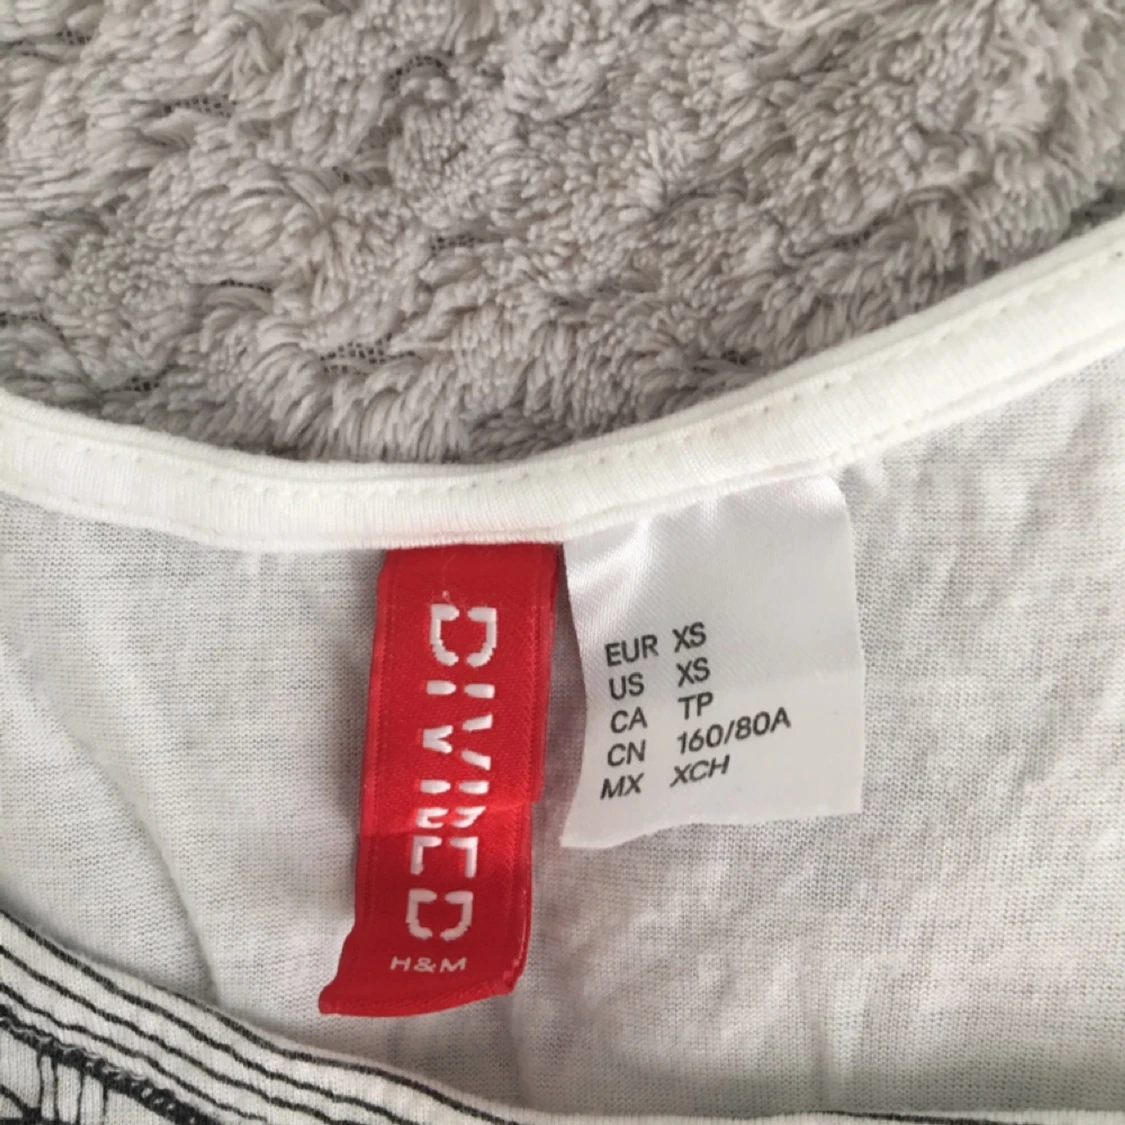 DIVIDED
H&M
EUR XS
US XS
CA TP
CN 160/80A
MX XCH